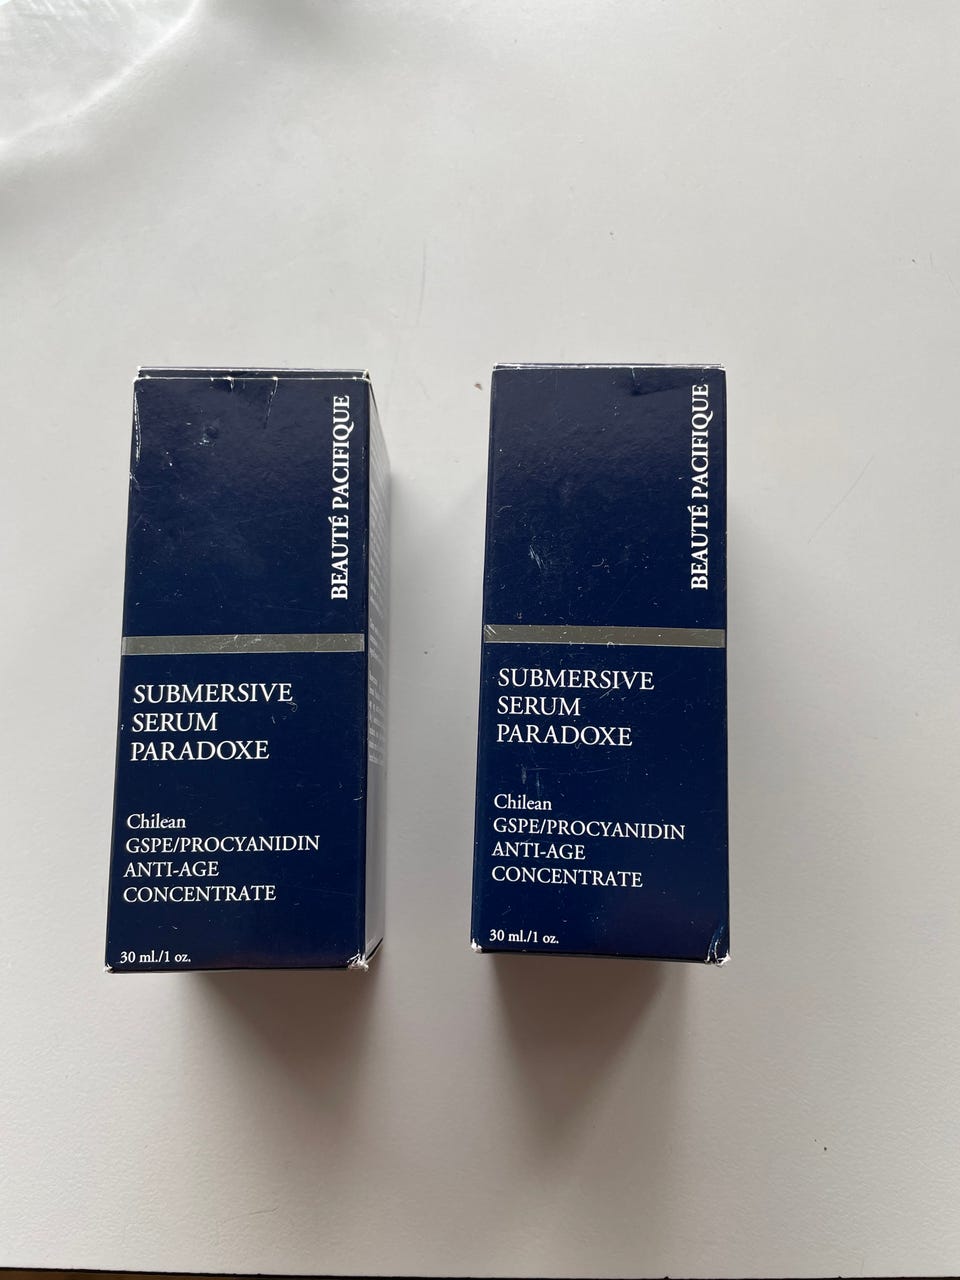 BEAUTÉ PACIFIQUE
SUBMERSIVE
SERUM
PARADOXE
Chilean
GSPE/PROCYANIDIN
ANTI-AGE
CONCENTRATE
30 ml./1 oz.
BEAUTÉ PACIFIQUE
SUBMERSIVE
SERUM
PARADOXE
Chilean
GSPE/PROCYANIDIN
ANTI-AGE
CONCENTRATE
30 ml./1 oz.